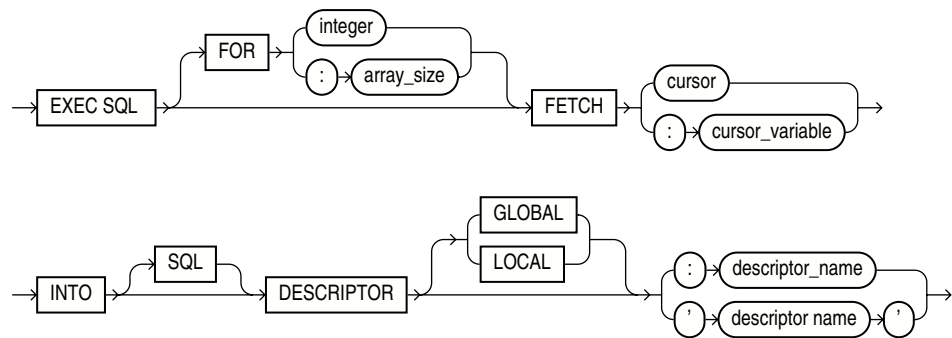 integer
FOR
: array_size
EXEC SQL
FETCH
cursor
: cursor_variable
GLOBAL
SQL
LOCAL
INTO
DESCRIPTOR
: descriptor_name
' descriptor name '